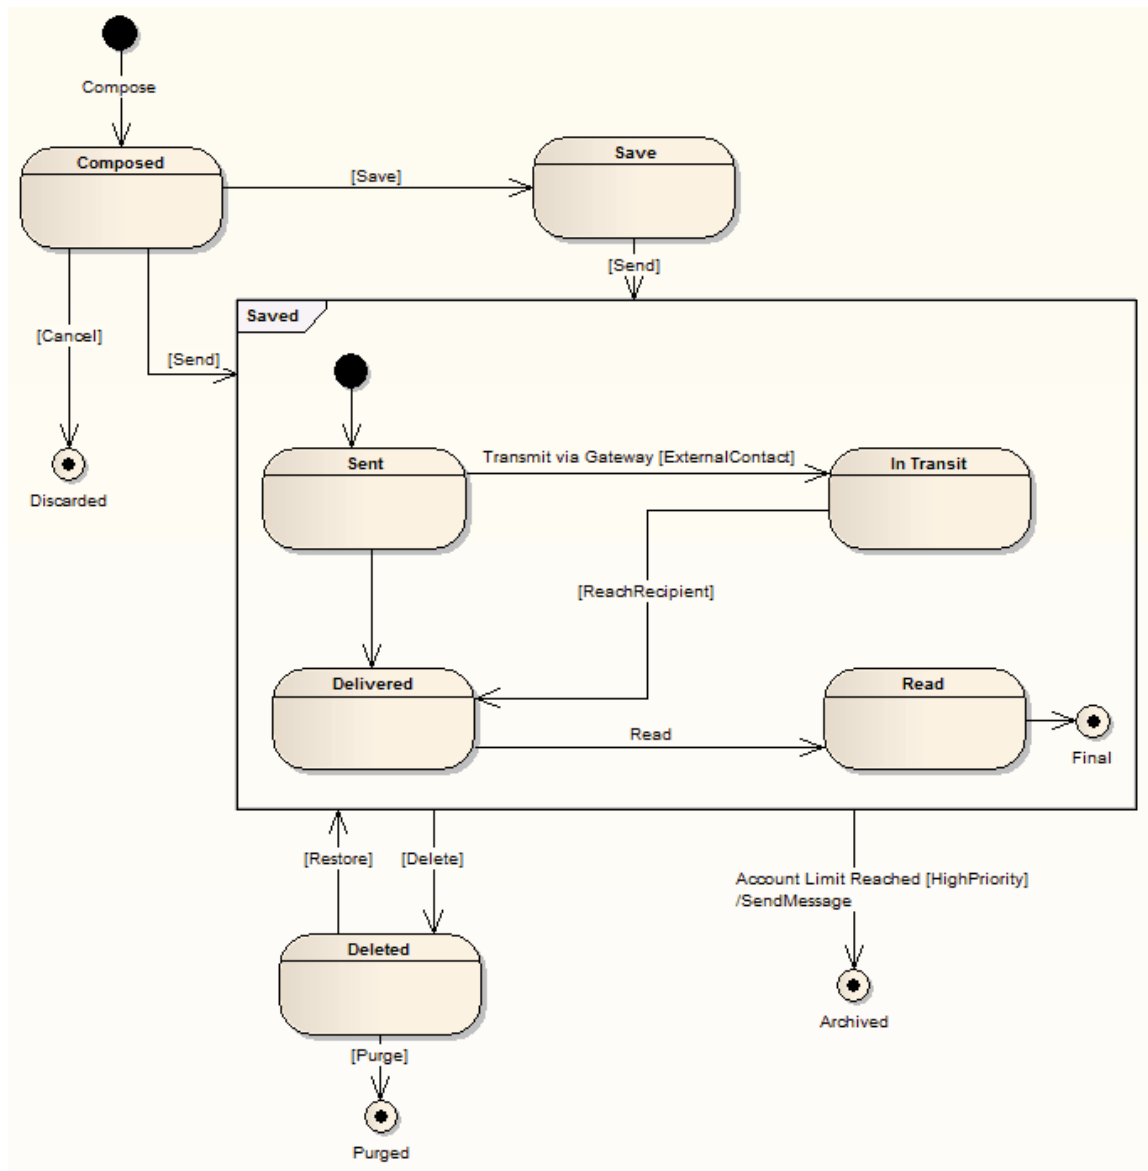 Compose
Composed
Save
[Save]
[Send]
Saved
[Cancel]
[Send]
Sent
Transmit via Gateway [ExternalContact]
In Transit
Discarded
[ReachRecipient]
Delivered
Read
Read
Final
[Restore]
[Delete]
Account Limit Reached [HighPriority]
/SendMessage
Deleted
Archived
[Purge]
Purged